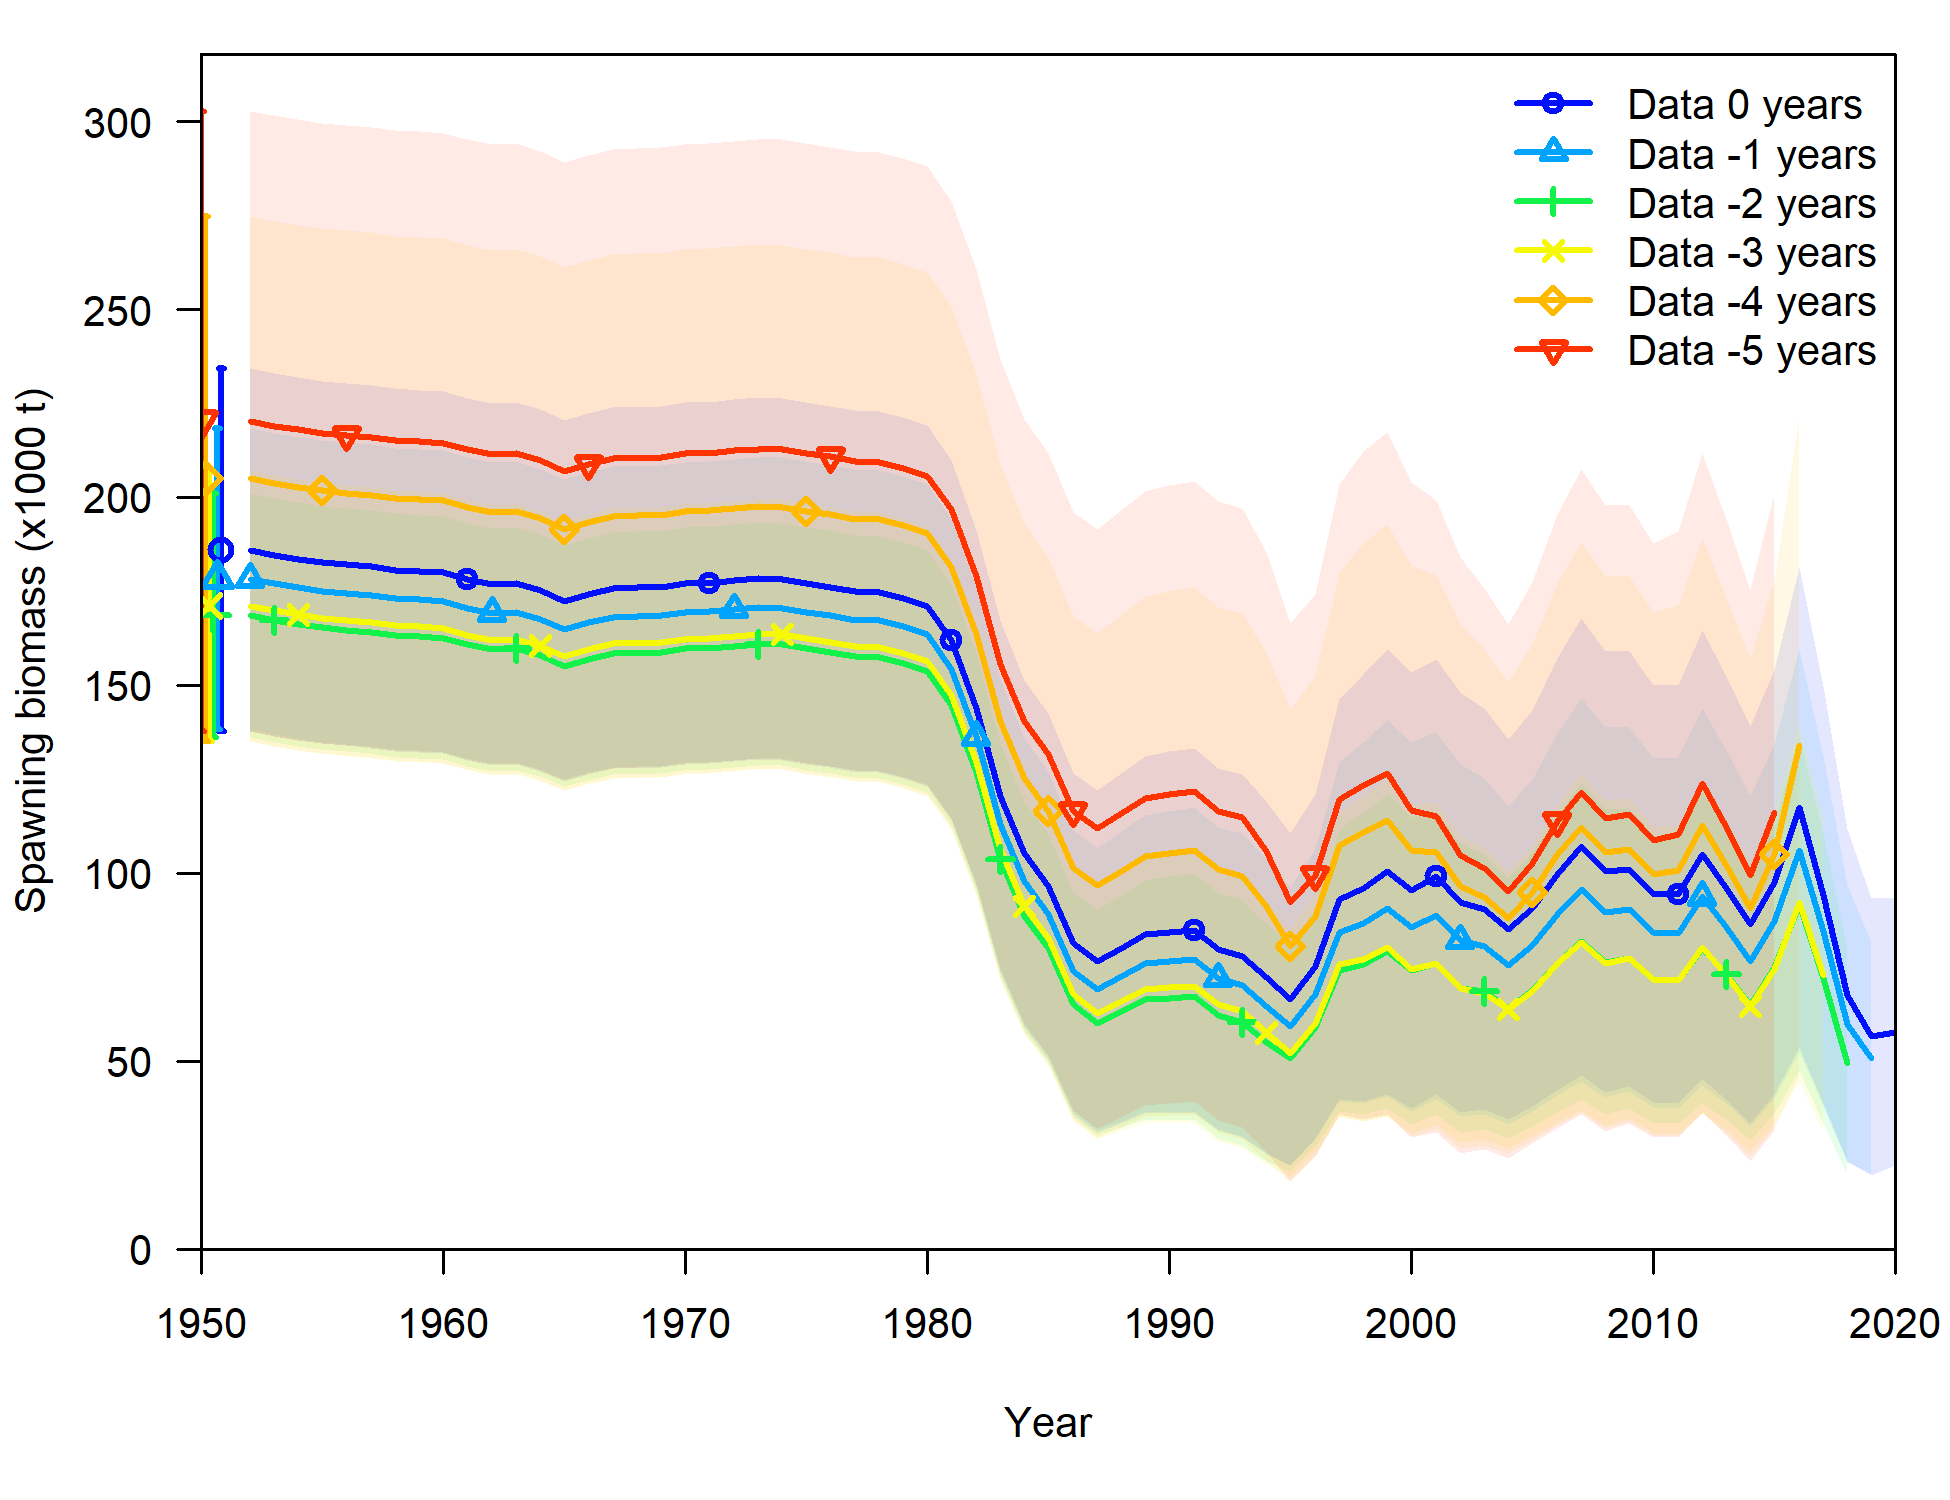 Data 0 years
Data -1 years
Data -2 years
Data -3 years
Data -4 years
Data -5 years
Spawning biomass (x1000 t)
300
250
200
150
100
50
0
1950 1960 1970 1980 1990 2000 2010 2020
Year